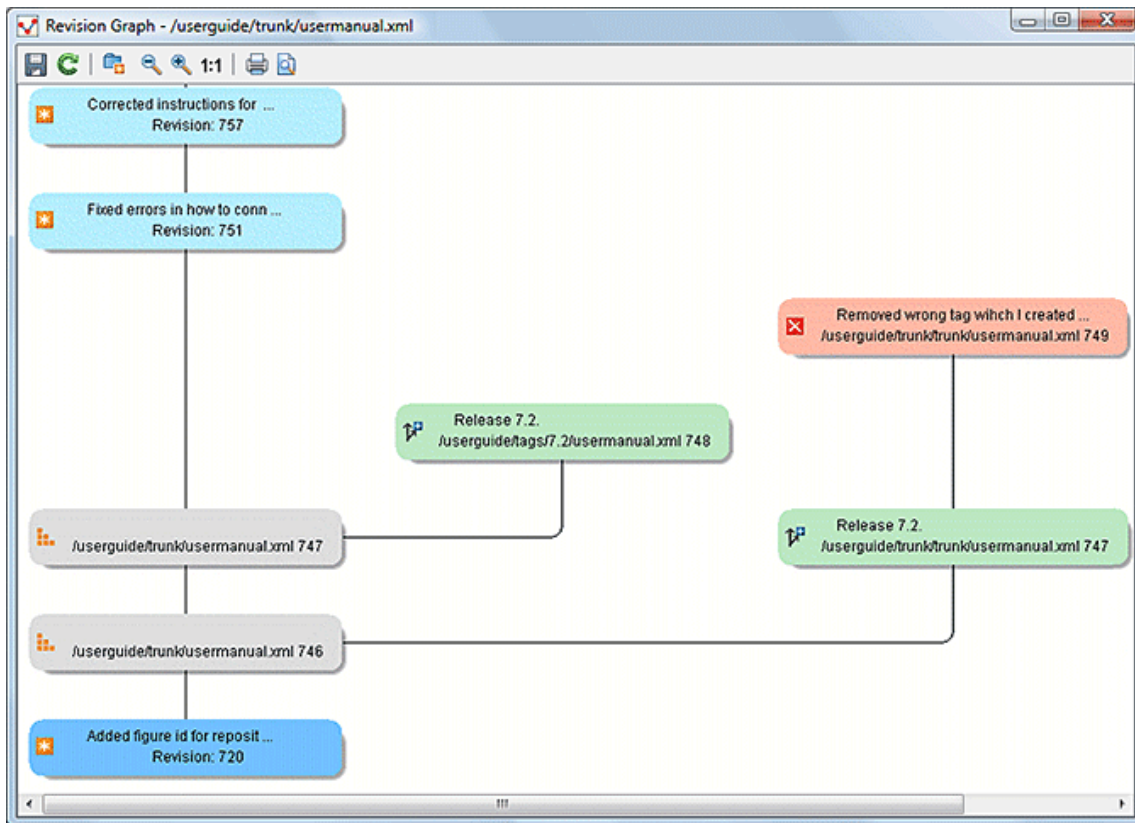 Revision Graph - /userguide/trunk/usermanual.xml
1:1
Corrected instructions for ...
Revision: 757
Fixed errors in how to conn ...
Revision: 751
Removed wrong tag wihch I created ...
/userguide/trunk/trunk/usermanual.xml 749
Release 7.2.
/userguide/tags/7.2/usermanual.xml 748
/userguide/trunk/usermanual.xml 747
Release 7.2.
/userguide/trunk/trunk/usermanual.xml 747
/userguide/trunk/usermanual.xml 746
Added figure id for reposit ...
Revision: 720